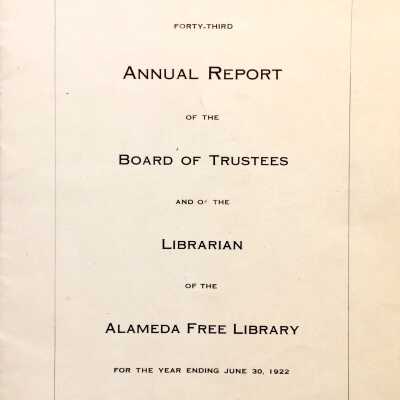 FORTY-THIRD
ANNUAL REPORT
OF THE
BOARD OF TRUSTEES
AND OF THE
LIBRARIAN
OF THE
ALAMEDA FREE LIBRARY
FOR THE YEAR ENDING JUNE 30, 1922